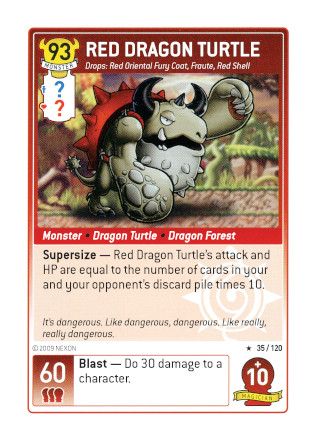 93
MONSTER
RED DRAGON TURTLE
Drops: Red Oriental Fury Coat, Fraute, Red Shell
?
?
Monster • Dragon Turtle • Dragon Forest
Supersize — Red Dragon Turtle's attack and
HP are equal to the number of cards in your
and your opponent's discard pile times 10.
It's dangerous. Like dangerous, dangerous. Like really,
really dangerous.
© 2009 NEXON
★ 35/120
60
Blast — Do 30 damage to a
character.
+
10
MAGICIAN